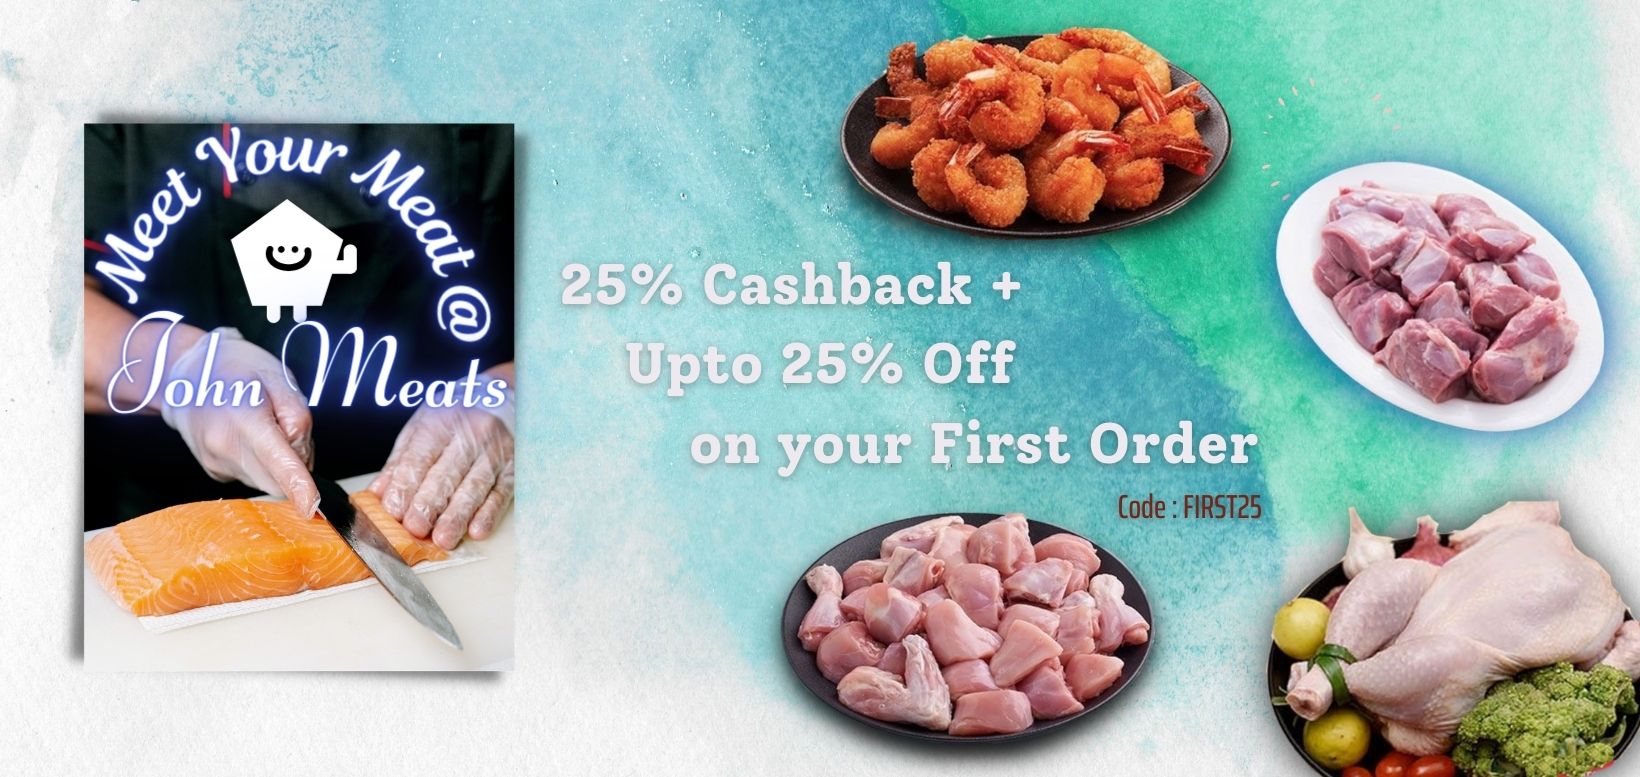 Meet Your Meat @
John Meats
25% Cashback +
Upto 25% Off
on your First Order
Code : FIRST25